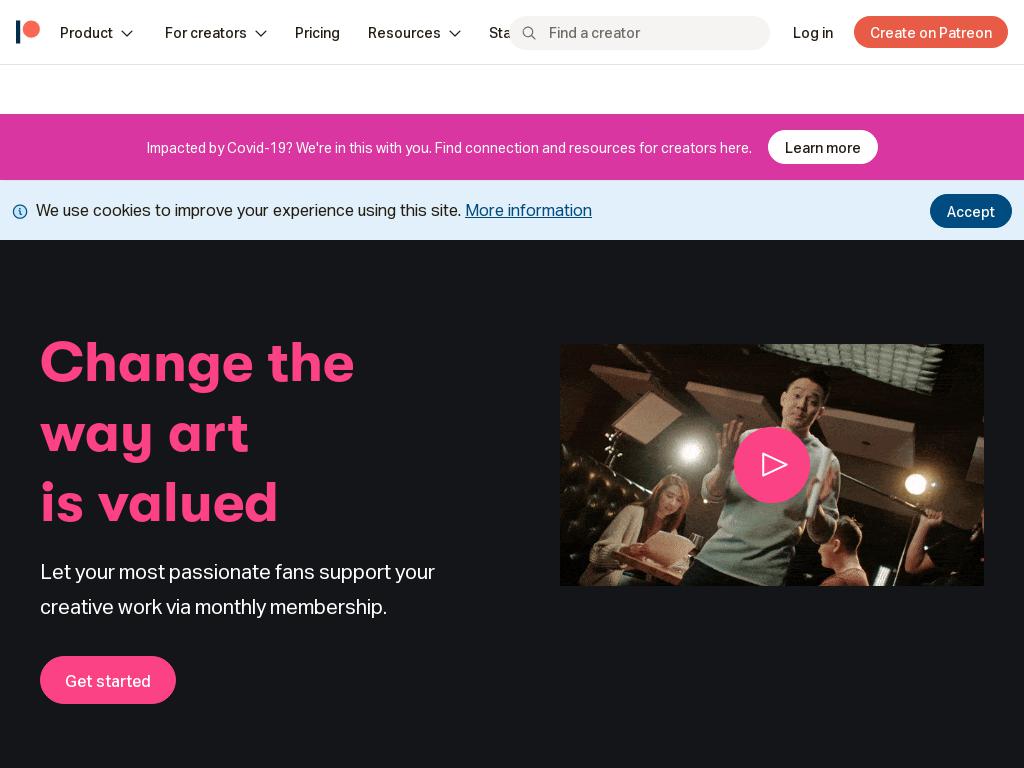 Product For creators Pricing Resources Sta Find a creator Log in Create on Patreon
Impacted by Covid-19? We're in this with you. Find connection and resources for creators here. Learn more
We use cookies to improve your experience using this site. More information Accept
Change the
way art
is valued
Let your most passionate fans support your
creative work via monthly membership.
Get started